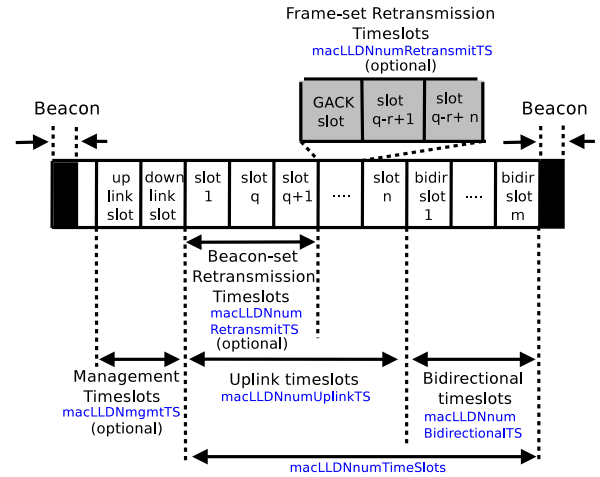 Frame-set Retransmission
Timeslots
macLLDNnumRetransmitTS
(optional)
GACK
slot
slot
q-r+1
slot
q-r+ n
Beacon
Beacon
up
link
slot
down
link
slot
slot
1
slot
q
slot
q+1
....
slot
n
bidir
slot
1
....
bidir
slot
m
Beacon-set
Retransmission
Timeslots
macLLDNnum
RetransmitTS
(optional)
Management
Timeslots
macLLDNmgmtTS
(optional)
Uplink timeslots
macLLDNnumUplinkTS
Bidirectional
timeslots
macLLDNnum
BidirectionalTS
macLLDNnumTimeSlots